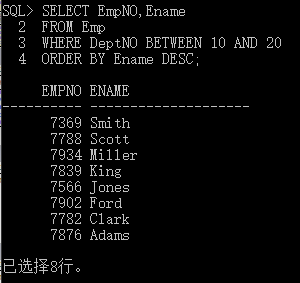 SQL> SELECT EmpNO,Ename
  2  FROM Emp
  3  WHERE DeptNO BETWEEN 10 AND 20
  4  ORDER BY Ename DESC;
     EMPNO ENAME
---------- --------------------
      7369 Smith
      7788 Scott
      7934 Miller
      7839 King
      7566 Jones
      7902 Ford
      7782 Clark
      7876 Adams
已选择8行。